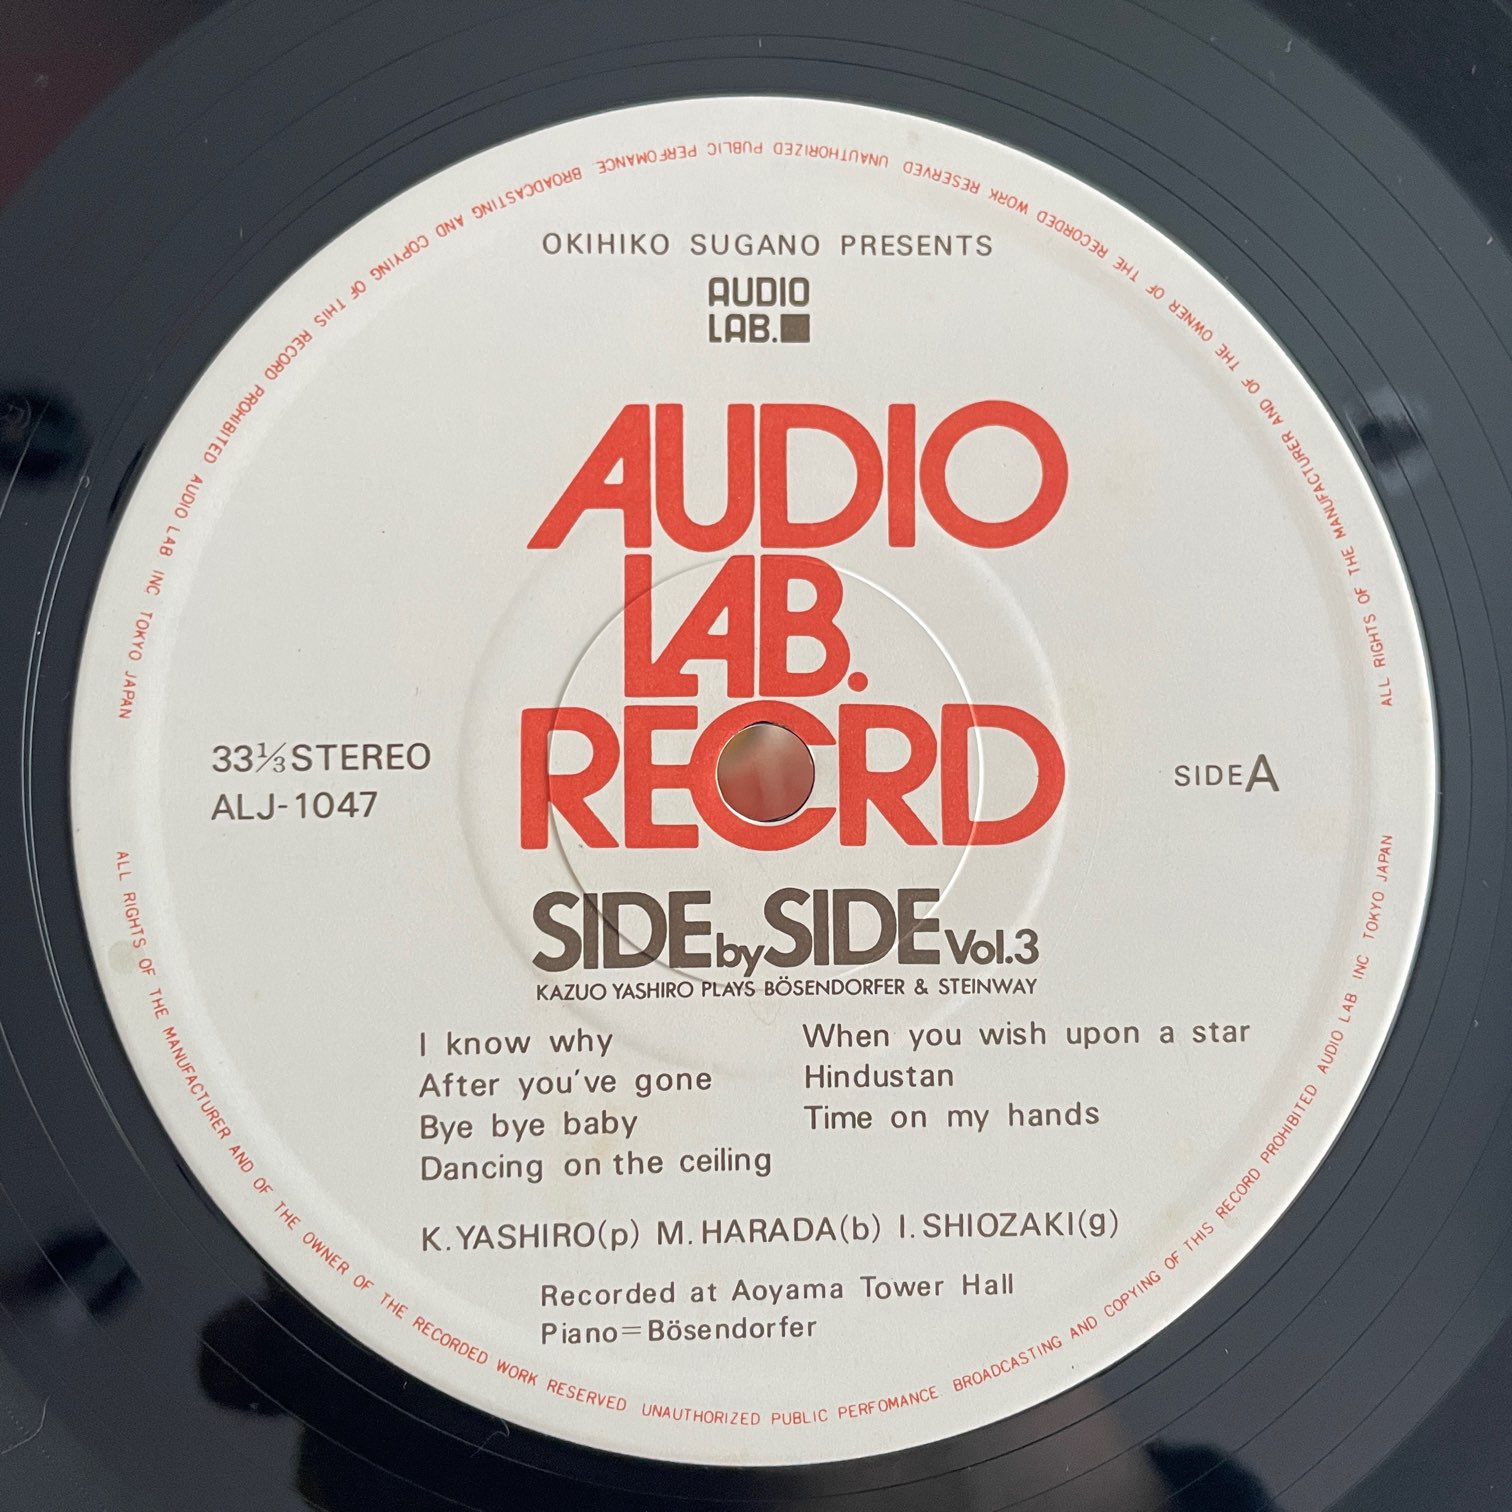 OKIHIKO SUGANO PRESENTS
AUDIO
LAB.
AUDIO
LAB.
RECRD
33⅓ STEREO
ALJ-1047
SIDE A
SIDE by SIDE Vol.3
KAZUO YASHIRO PLAYS BÖSENDORFER & STEINWAY
I know why
After you've gone
Bye bye baby
Dancing on the ceiling
When you wish upon a star
Hindustan
Time on my hands
K. YASHIRO(p) M. HARADA(b) I. SHIOZAKI(g)
Recorded at Aoyama Tower Hall
Piano=Bösendorfer
ALL RIGHTS OF THE MANUFACTURER AND OF THE OWNER OF THE RECORDED WORK RESERVED UNAUTHORIZED PUBLIC PERFOMANCE BROADCASTING AND COPYING OF THIS RECORD PROHIBITED AUDIO LAB INC TOKYO JAPAN
ALL RIGHTS OF THE MANUFACTURER AND OF THE OWNER OF THE RECORDED WORK RESERVED UNAUTHORIZED PUBLIC PERFOMANCE BROADCASTING AND COPYING OF THIS RECORD PROHIBITED AUDIO LAB INC TOKYO JAPAN